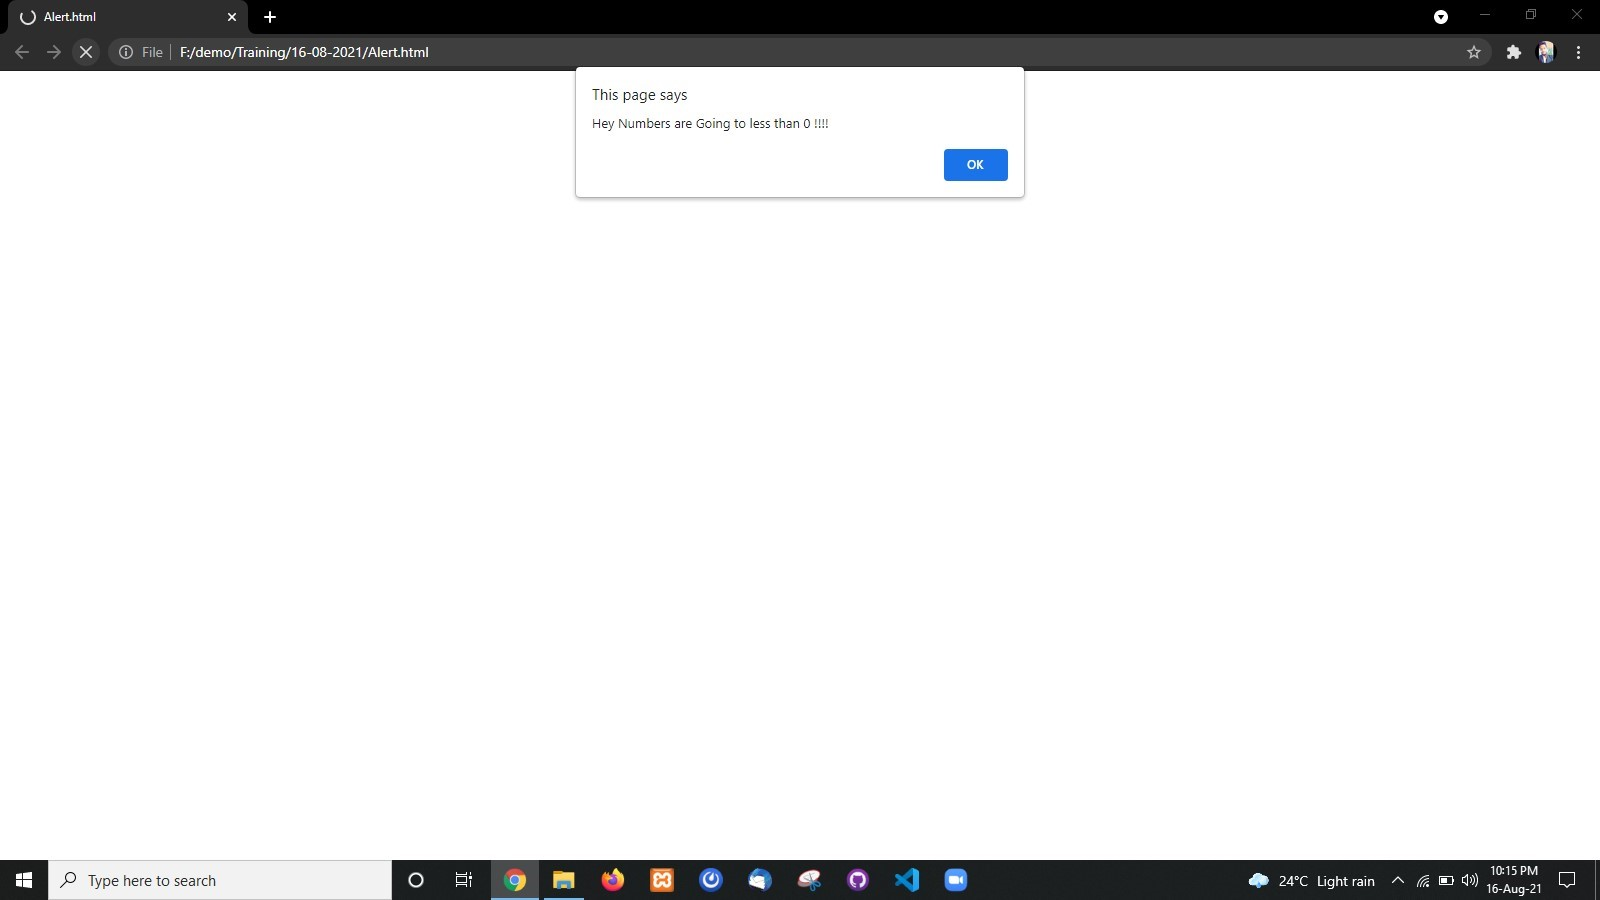 Alert.html
File
F:/demo/Training/16-08-2021/Alert.html
This page says
Hey Numbers are Going to less than 0 !!!!
OK
Type here to search
24°C Light rain
10:15 PM
16-Aug-21